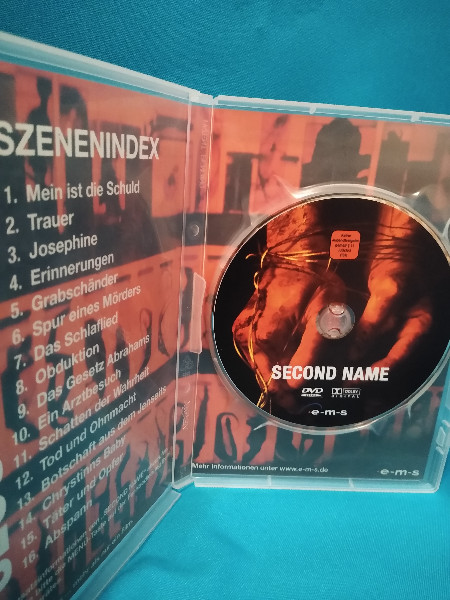 SZENENINDEX
1. Mein ist die Schuld
2. Trauer
3. Josephine
4. Erinnerungen
5. Grabschänder
6. Spur eines Mörders
7. Das Schlaflied
8. Obduktion
9. Das Gesetz Abrahams
10. Ein Arztbesuch
11. Schatten der Wahrheit
12. Tod und Ohnmacht
13. Botschaft aus dem Jenseits
14. Chrystinns Baby
15. Täter und Opfer
16. Abspann
SECOND NAME
DVD
DOLBY
DIGITAL
e-m-s
Mehr Informationen unter www.e-m-s.de
e-m-s